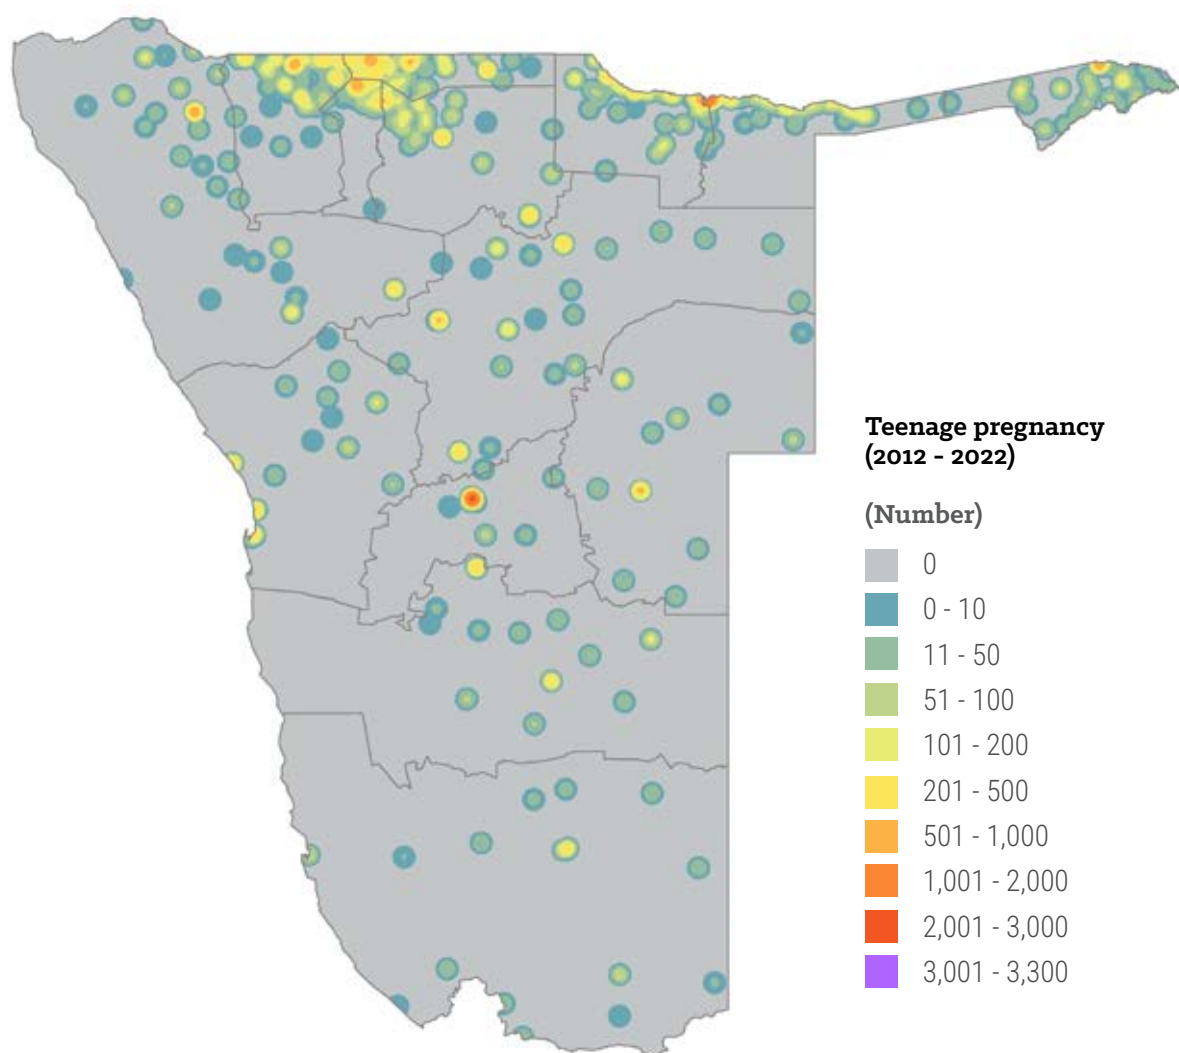 Teenage pregnancy
(2012 - 2022)
(Number)
0
0 - 10
11 - 50
51 - 100
101 - 200
201 - 500
501 - 1,000
1,001 - 2,000
2,001 - 3,000
3,001 - 3,300